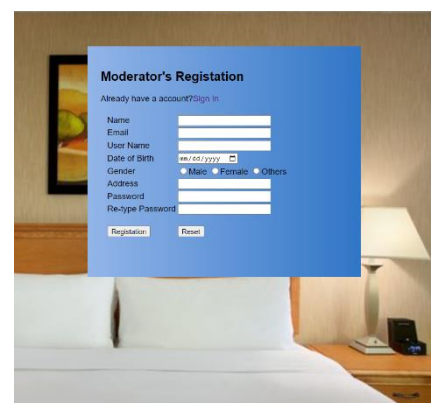 Moderator's Registation
Already have a account?Sign In
Name
Email
User Name
Date of Birth mm/dd/yyyy
Gender Male Female Others
Address
Password
Re-type Password
Registation Reset